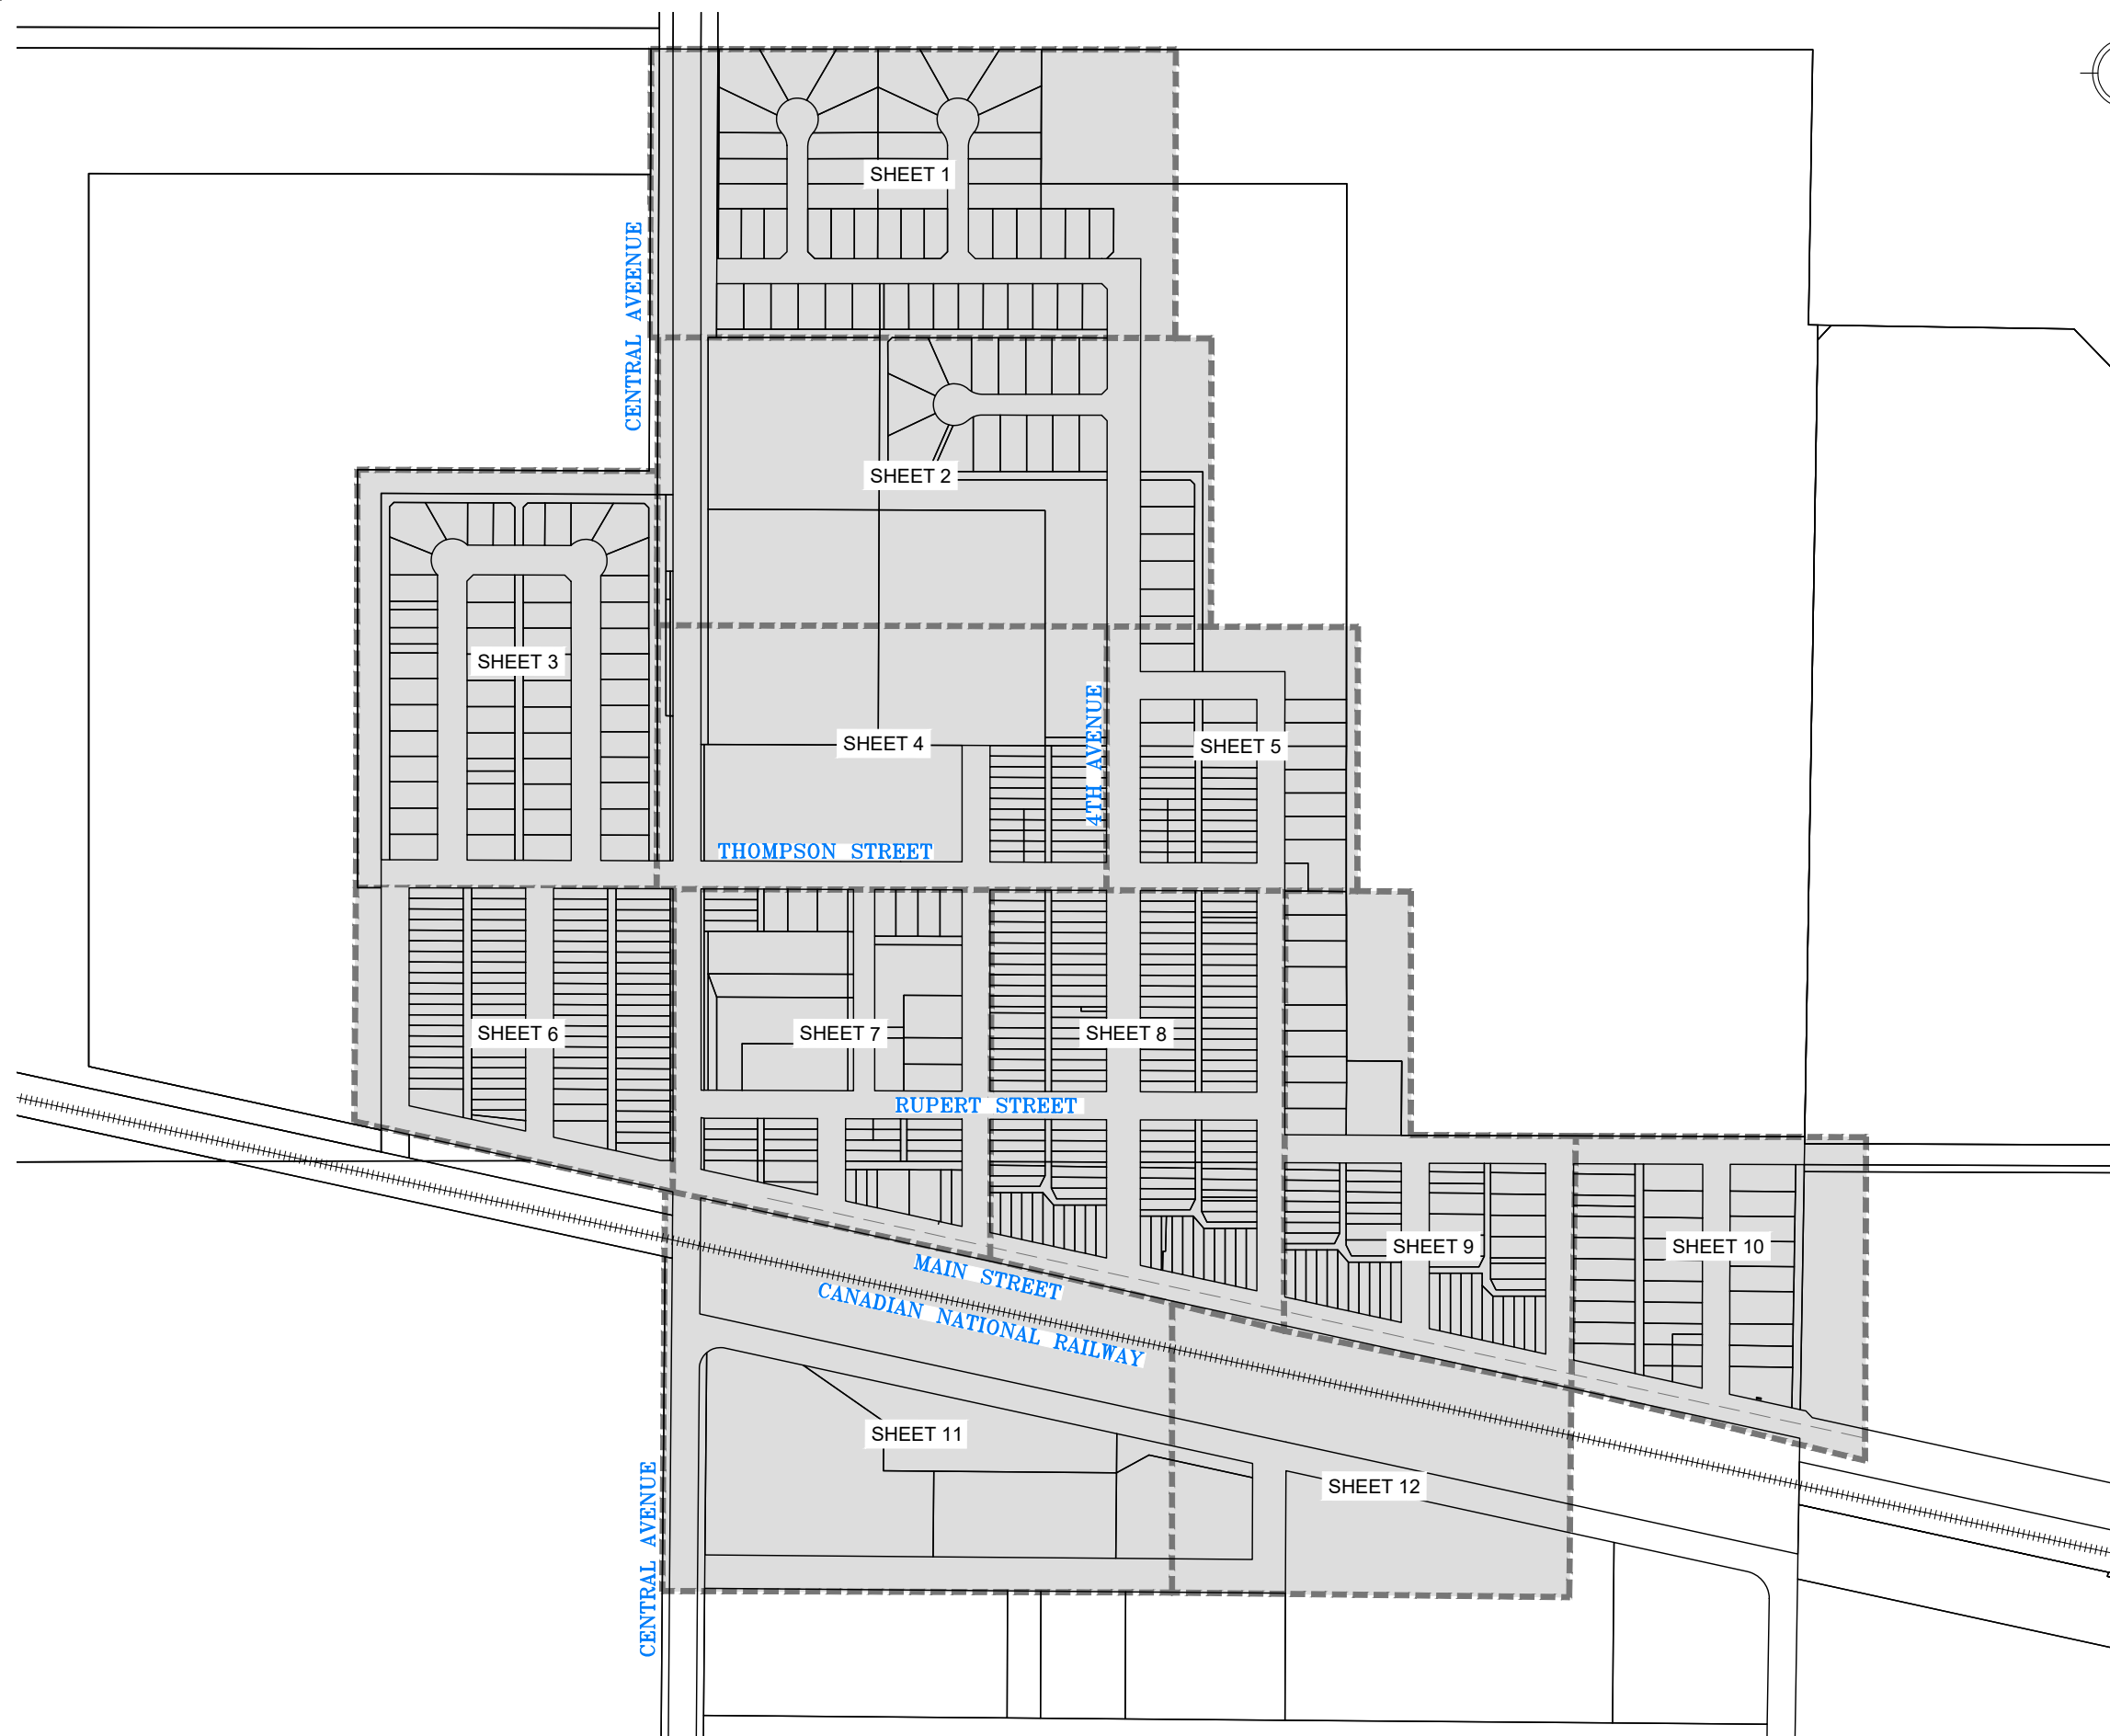 SHEET 1
CENTRAL AVEENUE
SHEET 2
SHEET 3
4TH AVENUE
SHEET 4
SHEET 5
THOMPSON STREET
SHEET 6
SHEET 7
SHEET 8
RUPERT STREET
SHEET 9
SHEET 10
MAIN STREET
CANADIAN NATIONAL RAILWAY
SHEET 11
SHEET 12
CENTRAL AVENUE